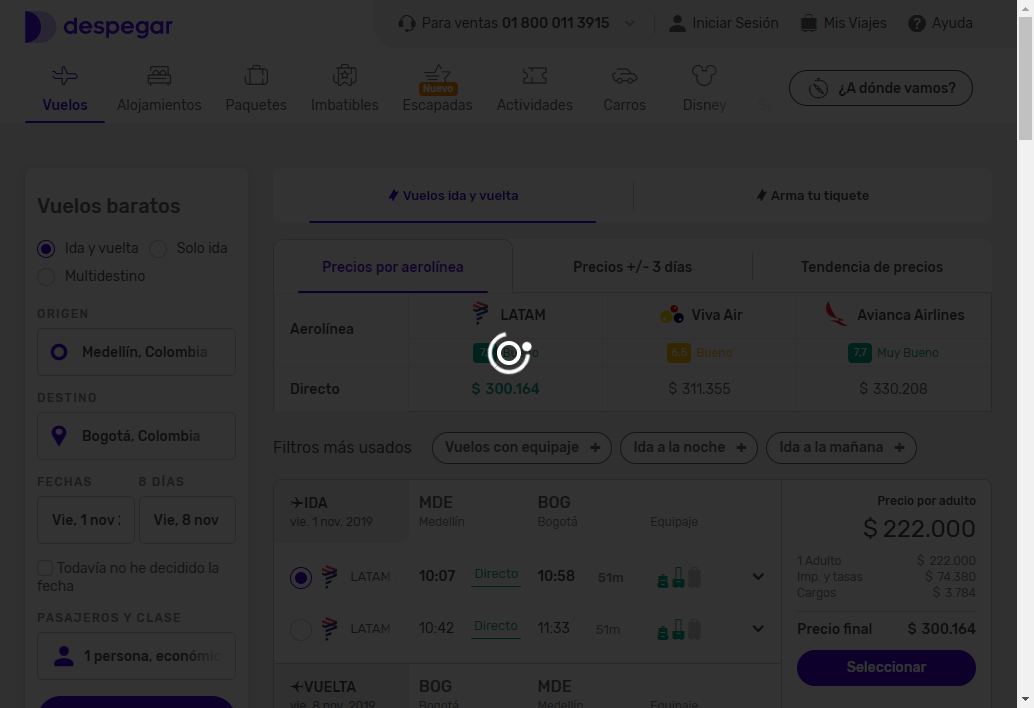 despegar
Para ventas 01 800 011 3915
Iniciar Sesión
Mis Viajes
Ayuda
Vuelos
Alojamientos
Paquetes
Imbatibles
Nuevo
Escapadas
Actividades
Carros
Disney
¿A dónde vamos?
Vuelos baratos
Ida y vuelta
Solo ida
Multidestino
ORIGEN
Medellín, Colombia
DESTINO
Bogotá, Colombia
FECHAS
8 DÍAS
Vie, 1 nov
Vie, 8 nov
Todavía no he decidido la
fecha
PASAJEROS Y CLASE
1 persona, económic
Vuelos ida y vuelta
Arma tu tiquete
Precios por aerolínea
Precios +/- 3 días
Tendencia de precios
Aerolínea
LATAM
Viva Air
Avianca Airlines
6.5 Bueno
7.7 Muy Bueno
Directo
$ 300.164
$ 311.355
$ 330.208
Filtros más usados
Vuelos con equipaje +
Ida a la noche +
Ida a la mañana +
IDA
vie. 1 nov. 2019
MDE
Medellín
BOG
Bogotá
Equipaje
LATAM
10:07
Directo
10:58
51m
LATAM
10:42
Directo
11:33
51m
VUELTA
vie. 8 nov. 2019
BOG
Bogotá
MDE
Medellín
Equipaje
Precio por adulto
$ 222.000
1 Adulto $ 222.000
Imp. y tasas $ 74.380
Cargos $ 3.784
Precio final $ 300.164
Seleccionar